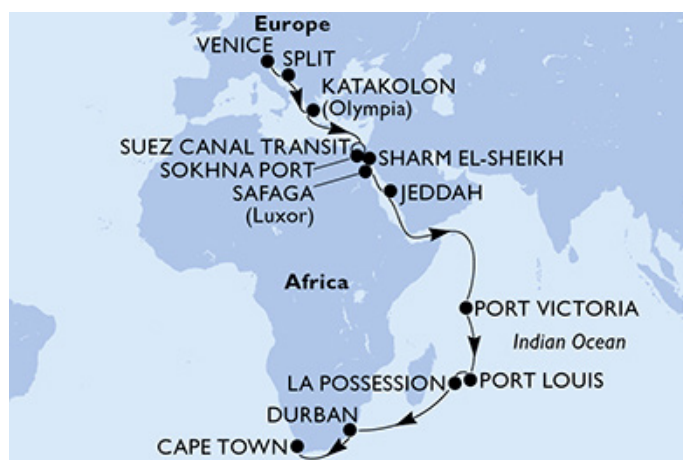 Europe
VENICE
SPLIT
KATAKOLON
(Olympia)
SUEZ CANAL TRANSIT
SHARM EL-SHEIKH
SOKHNA PORT
SAFAGA
(Luxor)
JEDDAH
Africa
PORT VICTORIA
Indian Ocean
LA POSSESSION
PORT LOUIS
DURBAN
CAPE TOWN